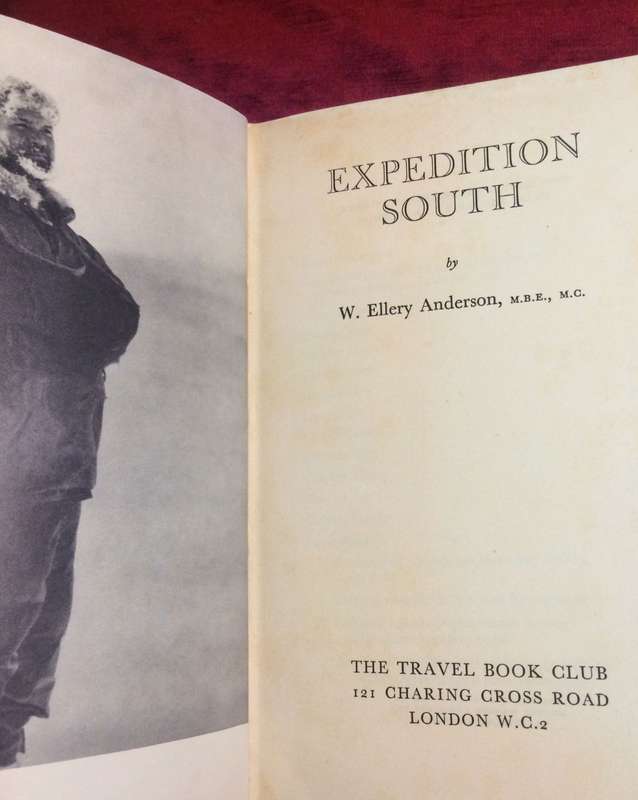 EXPEDITION
SOUTH
by
W. Ellery Anderson, M.B.E., M.C.
THE TRAVEL BOOK CLUB
121 CHARING CROSS ROAD
LONDON W.C.2